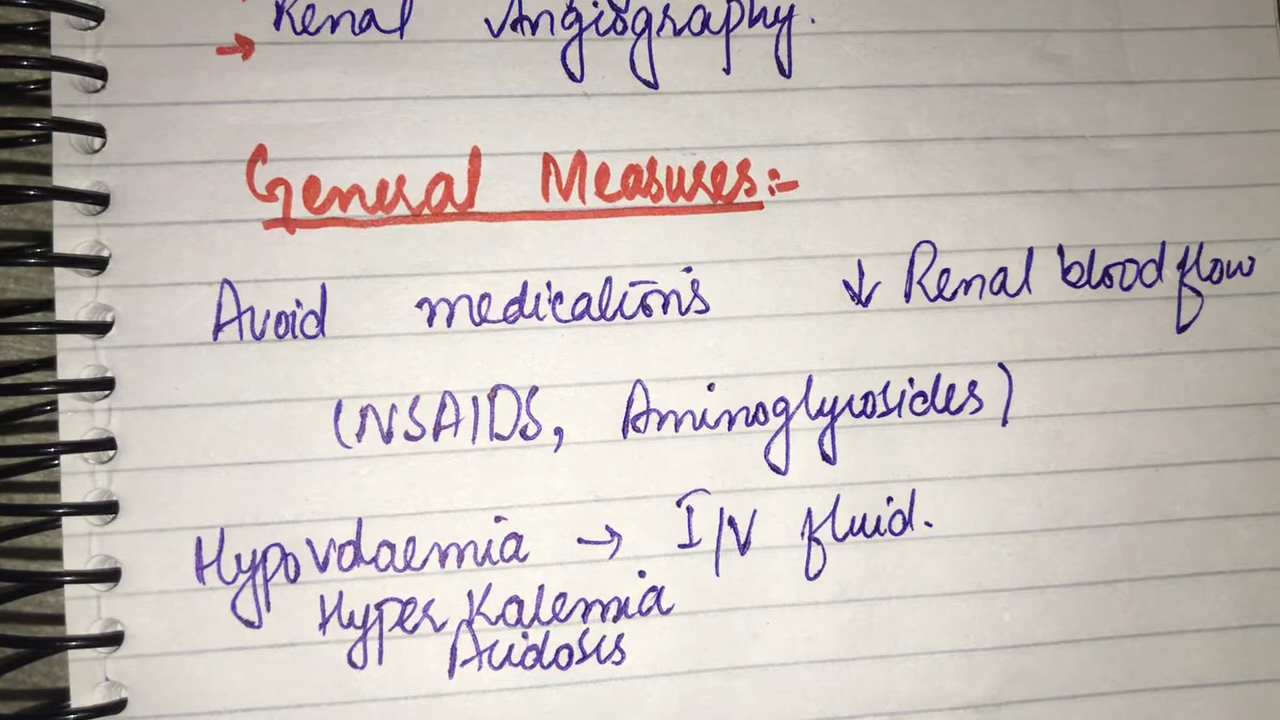 → Renal Angiography.
General Measures:-
Avoid medications ↓ Renal blood flow
(NSAIDS, Aminoglycosides)
Hypovolaemia → I/V fluid.
Hyper Kalemia
Acidosis